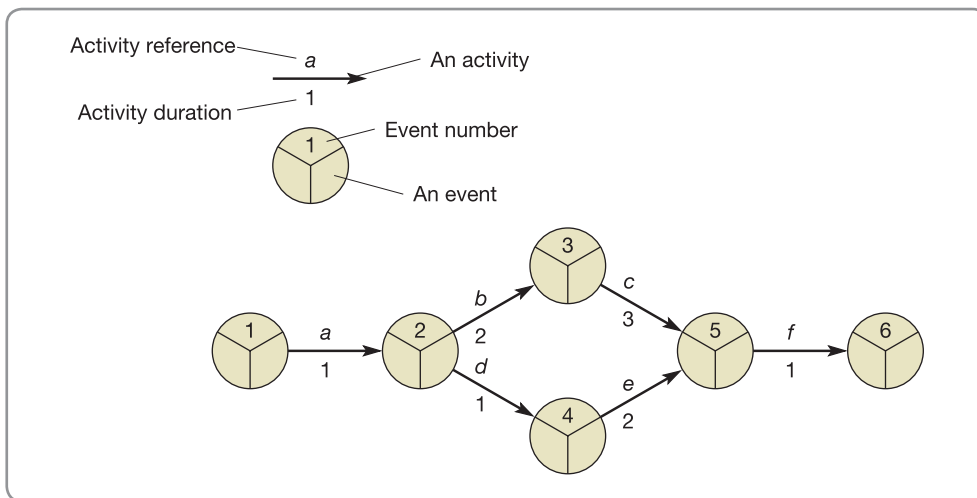 Activity reference
a
An activity
1
Activity duration
1
Event number
An event
3
b
c
2
3
1
a
1
2
5
f
1
6
d
1
e
2
4